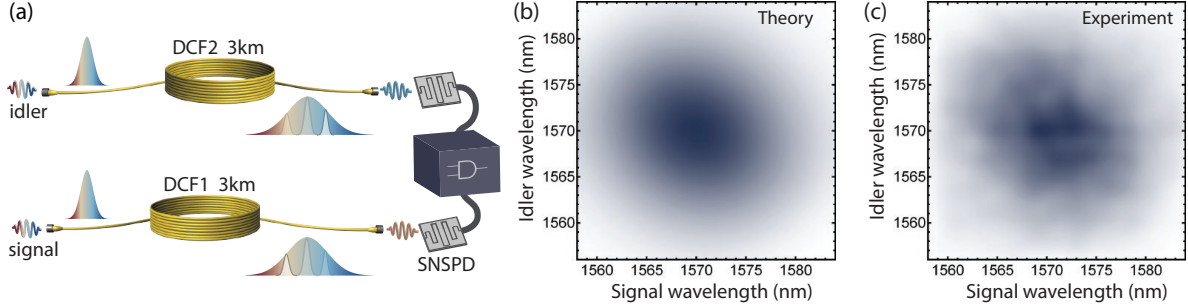 (a)
DCF2 3km
idler
DCF1 3km
signal
SNSPD
(b)
Theory
Idler wavelength (nm)
1580
1575
1570
1565
1560
1560 1565 1570 1575 1580
Signal wavelength (nm)
(c)
Experiment
Idler wavelength (nm)
1580
1575
1570
1565
1560
1560 1565 1570 1575 1580
Signal wavelength (nm)